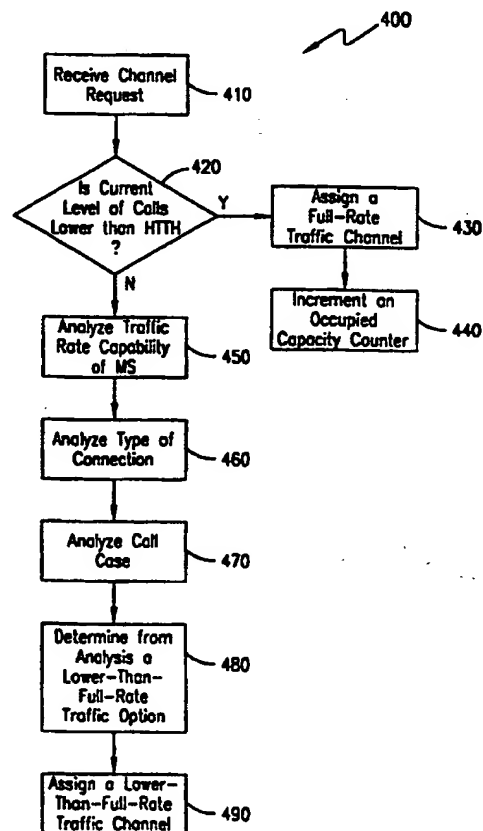 400
Receive Channel
Request
410
420
Is Current
Level of Calls
Lower than HTTH
?
Y
N
Assign a
Full-Rate
Traffic Channel
430
Increment an
Occupied
Capacity Counter
440
Analyze Traffic
Rate Capability
of MS
450
Analyze Type of
Connection
460
Analyze Call
Case
470
Determine from
Analysis a
Lower-Than-
Full-Rate
Traffic Option
480
Assign a Lower-
Than-Full-Rate
Traffic Channel
490